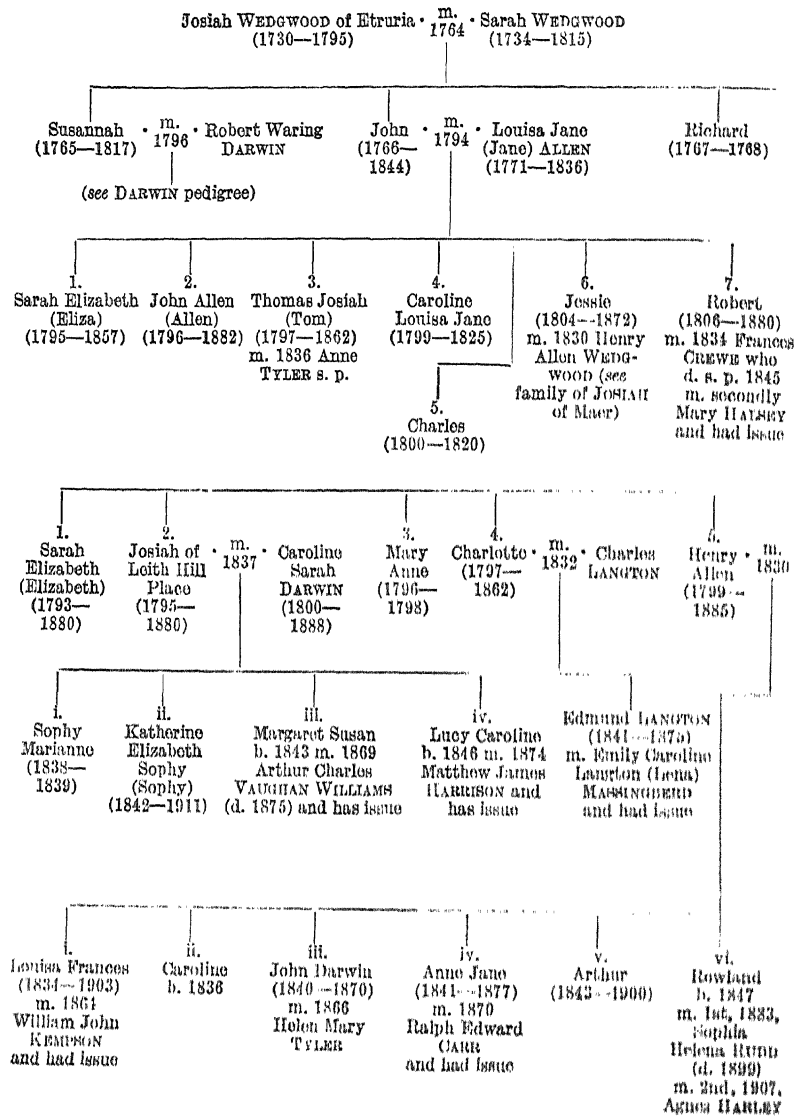 Josiah WEDGWOOD of Etruria · m. · Sarah WEDGWOOD
(1730—1795) 1764 (1734—1815)
Susannah · m. · Robert Waring
(1765—1817) 1796 DARWIN
(see DARWIN pedigree)
John · m. · Louisa Jane
(1766— 1794 (Jane) ALLEN
1844) (1771—1836)
Richard
(1767—1768)
1.
Sarah Elizabeth
(Eliza)
(1795—1857)
2.
John Allen
(Allen)
(1796—1882)
3.
Thomas Josiah
(Tom)
(1797—1862)
m. 1836 Anne
TYLER s. p.
4.
Caroline
Louisa Jane
(1799—1825)
5.
Charles
(1800—1820)
6.
Jessie
(1804—1872)
m. 1830 Henry
Allen WEDG-
WOOD (see
family of JOSIAH
of Maer)
7.
Robert
(1806—1880)
m. 1834 Frances
CREWE who
d. s. p. 1845
m. secondly
Mary HALSEY
and had issue
1.
Sarah
Elizabeth
(Elizabeth)
(1793—
1880)
2.
Josiah of · m. · Caroline
Leith Hill 1837 Sarah
Place DARWIN
(1795— (1800—
1880) 1888)
3.
Mary
Anne
(1796—
1798)
4.
Charlotte · m. · Charles
(1797— 1832 LANGTON
1862)
5.
Henry · m.
Allen 1830
(1799—
1885)
i.
Sophy
Marianne
(1838—
1839)
ii.
Katherine
Elizabeth
Sophy
(Sophy)
(1842—1911)
iii.
Margaret Susan
b. 1843 m. 1869
Arthur Charles
VAUGHAN WILLIAMS
(d. 1875) and has issue
iv.
Lucy Caroline
b. 1846 m. 1874
Matthew James
HARRISON and
has issue
Edmund LANGTON
(1841—1875)
m. Emily Caroline
Langton (Lena)
MASSINGBERD
and had issue
i.
Louisa Frances
(1834—1903)
m. 1864
William John
KEMPSON
and had issue
ii.
Caroline
b. 1836
iii.
John Darwin
(1840—1870)
m. 1866
Helen Mary
TYLER
iv.
Anne Jane
(1841—1877)
m. 1870
Ralph Edward
CARR
and had issue
v.
Arthur
(1843—1900)
vi.
Rowland
b. 1847
m. 1st, 1883,
Sophia
Helena RUDD
(d. 1899)
m. 2nd, 1907,
Agnes HARLEY